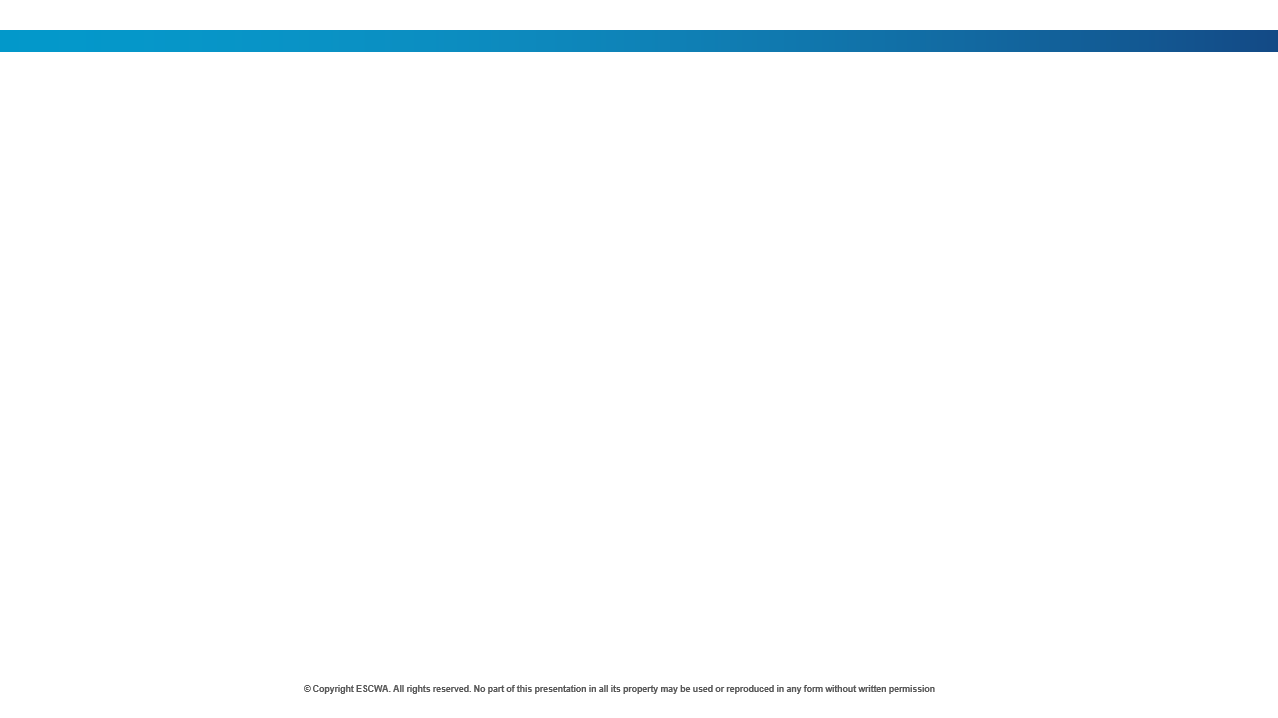 © Copyright ESCWA. All rights reserved. No part of this presentation in all its property may be used or reproduced in any form without written permission